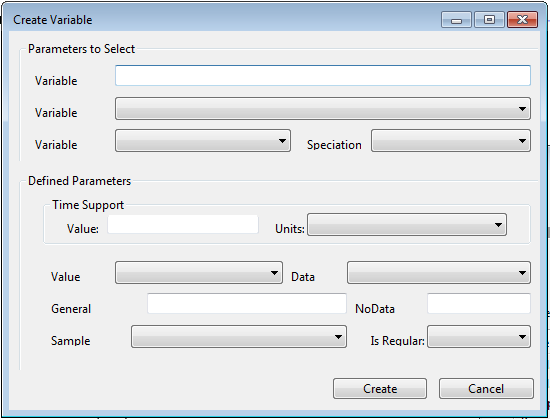 Create Variable
Parameters to Select
Variable
Variable
Variable Speciation
Defined Parameters
Time Support
Value: Units:
Value Data
General NoData
Sample Is Regular:
Create Cancel